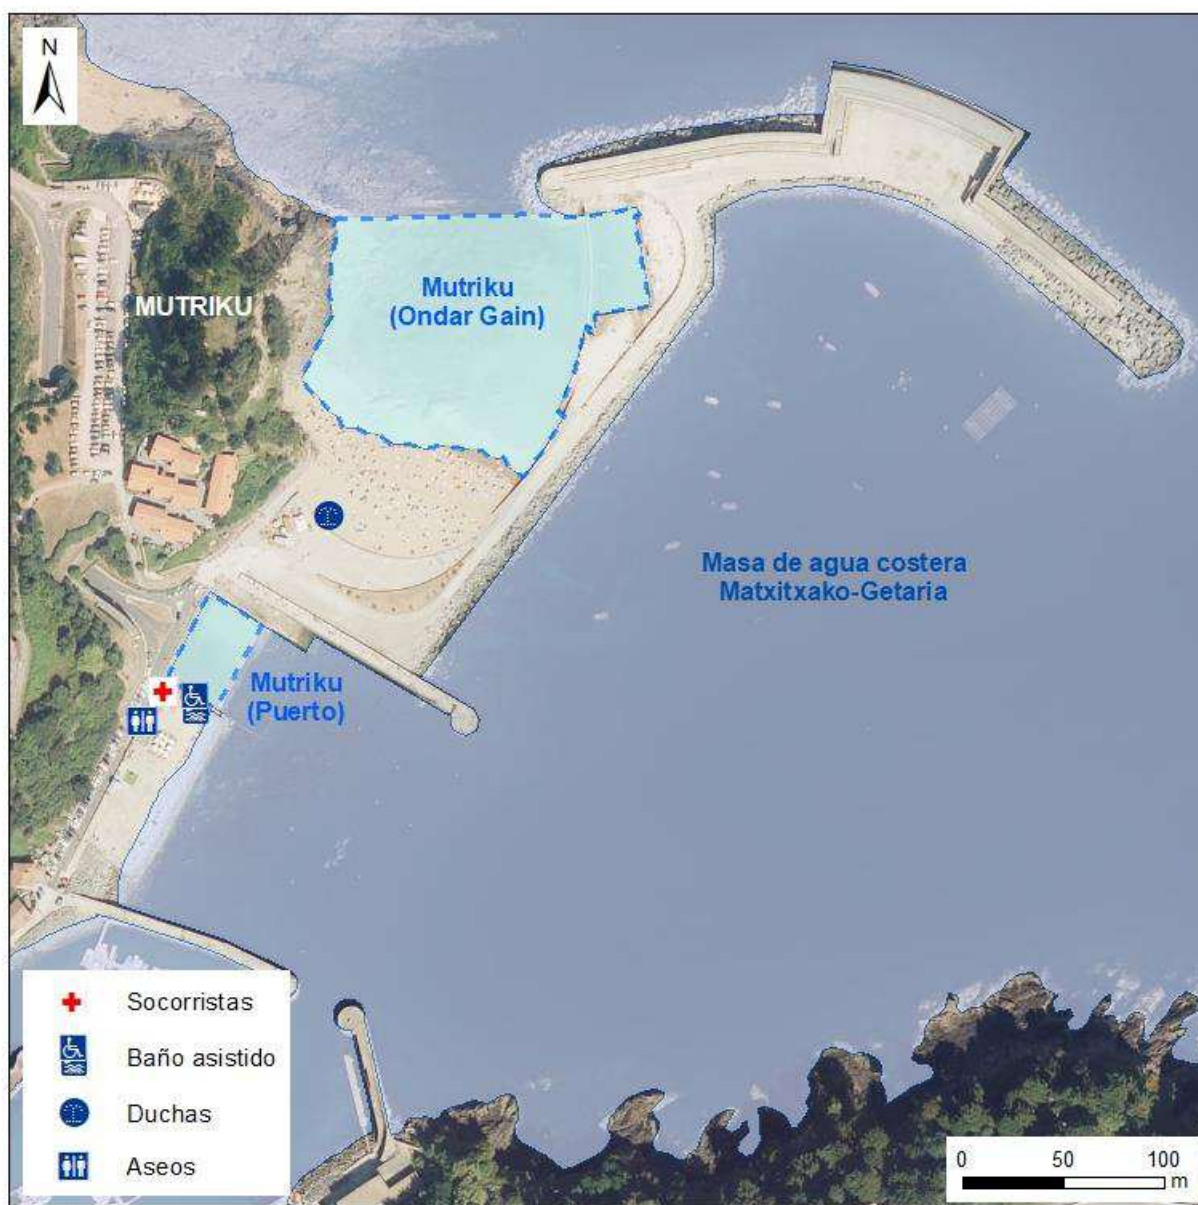 N
MUTRIKU
Mutriku
(Ondar Gain)
Masa de agua costera
Matxitxako-Getaria
Mutriku
(Puerto)
Socorristas
Baño asistido
Duchas
Aseos
0 50 100
m